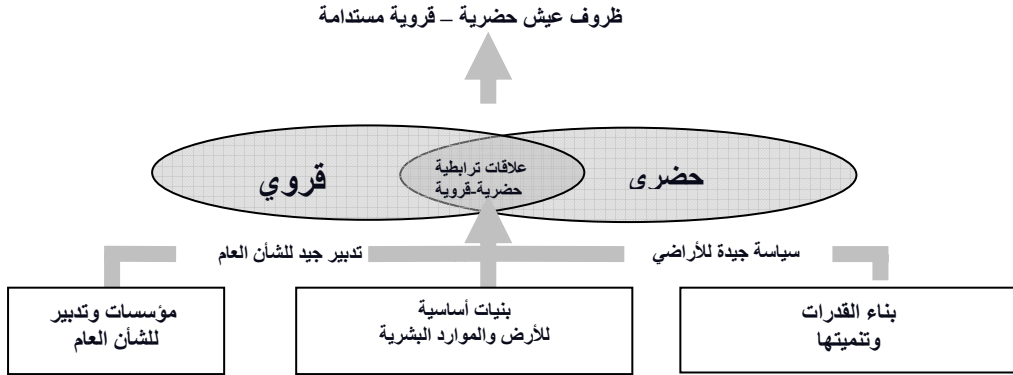 ظروف عيش حضرية – قروية مستدامة
حضري
علاقات ترابطية
حضرية-قروية
قروي
سياسة جيدة للأراضي
تدبير جيد للشأن العام
بناء القدرات
وتنميتها
بنيات أساسية
للأرض والموارد البشرية
مؤسسات وتدبير
للشأن العام